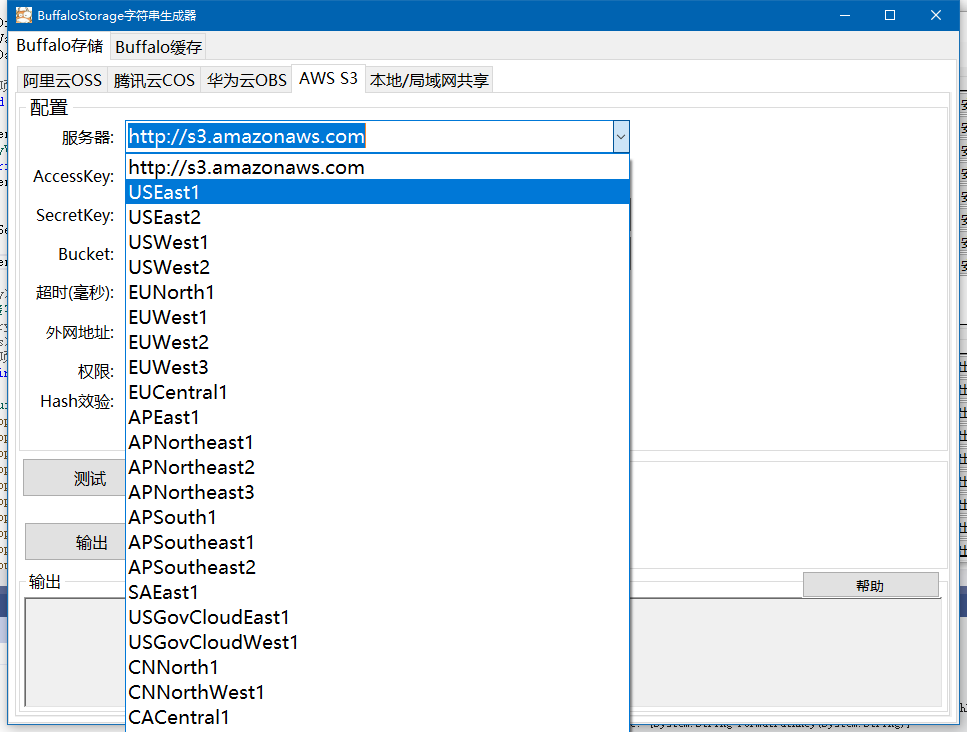 BuffaloStorage字符串生成器
Buffalo存储 Buffalo缓存
阿里云OSS 腾讯云COS 华为云OBS AWS S3 本地/局域网共享
配置
服务器: http://s3.amazonaws.com
http://s3.amazonaws.com
AccessKey:
USEast1
SecretKey: USEast2
USWest1
Bucket:
USWest2
超时(毫秒): EUNorth1
EUWest1
外网地址:
EUWest2
权限: EUWest3
EUCentral1
Hash效验:
APEast1
APNortheast1
APNortheast2
测试
APNortheast3
APSouth1
输出 APSoutheast1
APSoutheast2
输出 帮助
SAEast1
USGovCloudEast1
USGovCloudWest1
CNNorth1
CNNorthWest1
CACentral1